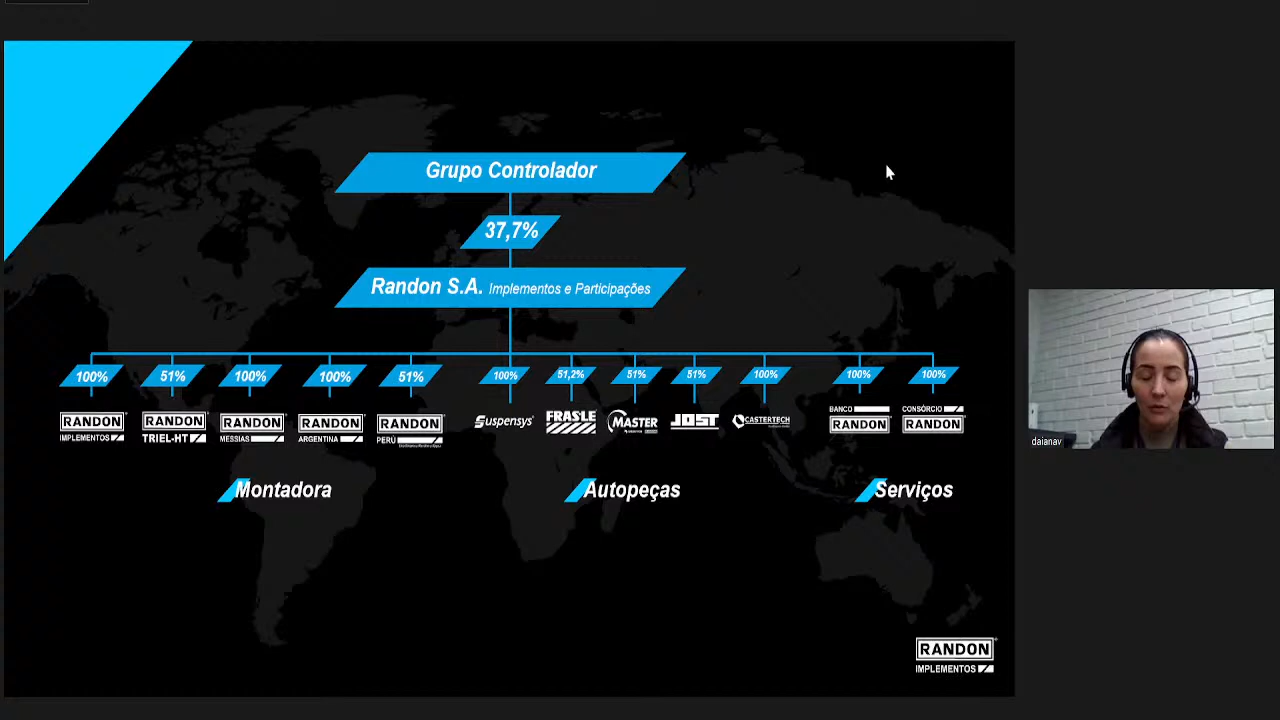 Grupo Controlador
37,7%
Randon S.A. Implementos e Participações
100% 51% 100% 100% 51% 100% 51,2% 51% 51% 100% 100% 100%
RANDON IMPLEMENTOS
RANDON TRIEL-HT
RANDON MESSIAS
RANDON ARGENTINA
RANDON PERÚ
Suspensys
FRAS-LE
MASTER
JOST
CASTERTECH
BANCO RANDON
CONSÓRCIO RANDON
Montadora
Autopeças
Serviços
RANDON
IMPLEMENTOS
daianav